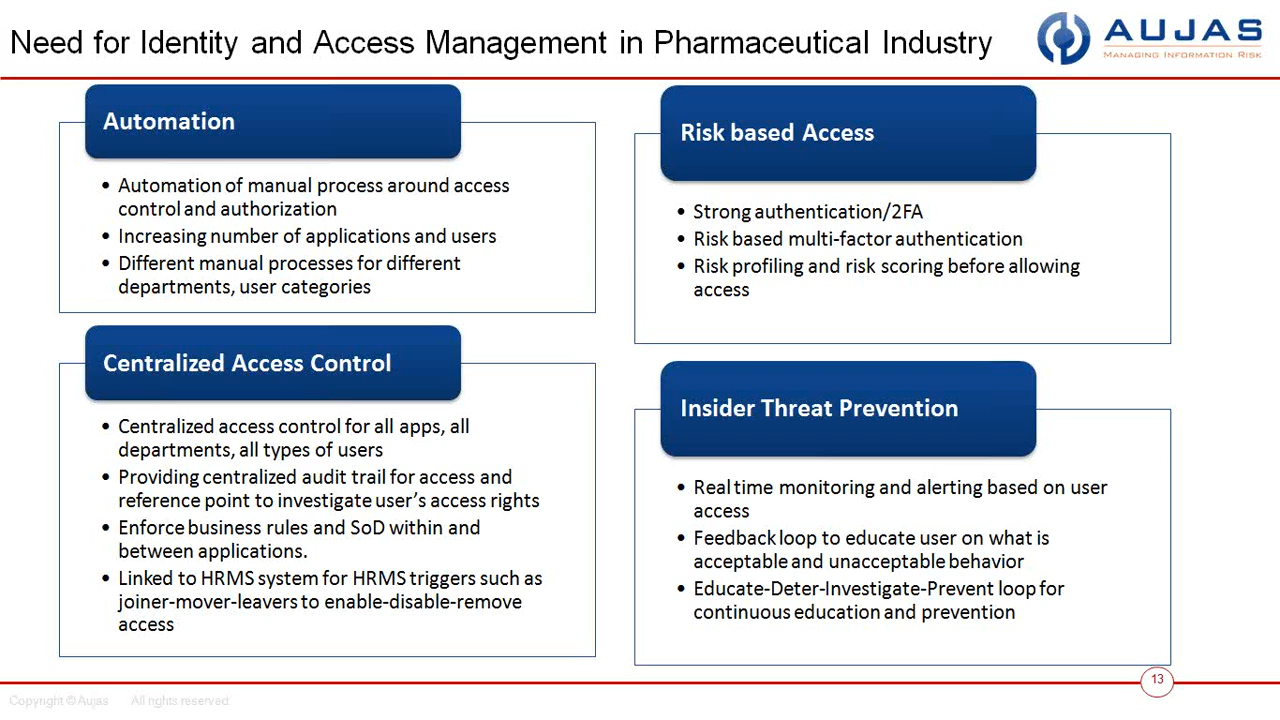 Need for Identity and Access Management in Pharmaceutical Industry
AUJAS
MANAGING INFORMATION RISK
Automation
• Automation of manual process around access
control and authorization
• Increasing number of applications and users
• Different manual processes for different
departments, user categories
Risk based Access
• Strong authentication/2FA
• Risk based multi-factor authentication
• Risk profiling and risk scoring before allowing
access
Centralized Access Control
• Centralized access control for all apps, all
departments, all types of users
• Providing centralized audit trail for access and
reference point to investigate user’s access rights
• Enforce business rules and SoD within and
between applications.
• Linked to HRMS system for HRMS triggers such as
joiner-mover-leavers to enable-disable-remove
access
Insider Threat Prevention
• Real time monitoring and alerting based on user
access
• Feedback loop to educate user on what is
acceptable and unacceptable behavior
• Educate-Deter-Investigate-Prevent loop for
continuous education and prevention
13
Copyright © Aujas All rights reserved